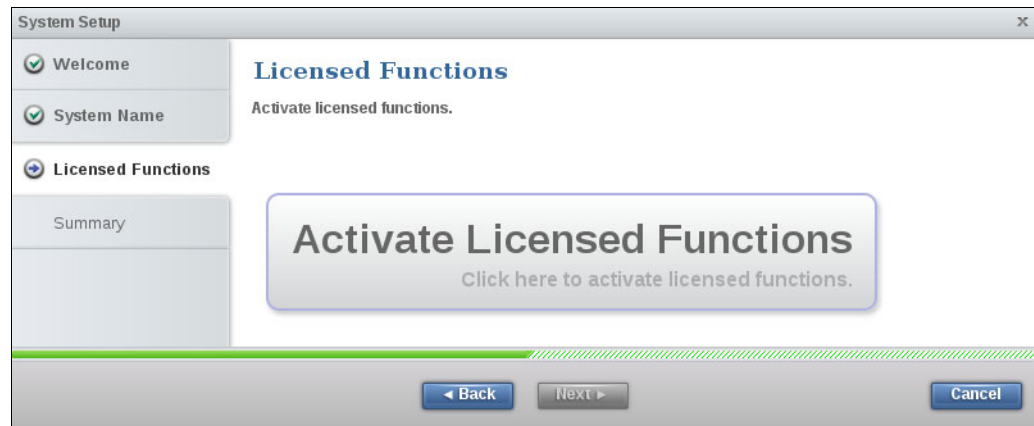 System Setup
x
Welcome
System Name
Licensed Functions
Summary
Licensed Functions
Activate licensed functions.
Activate Licensed Functions
Click here to activate licensed functions.
◄ Back
Next ►
Cancel